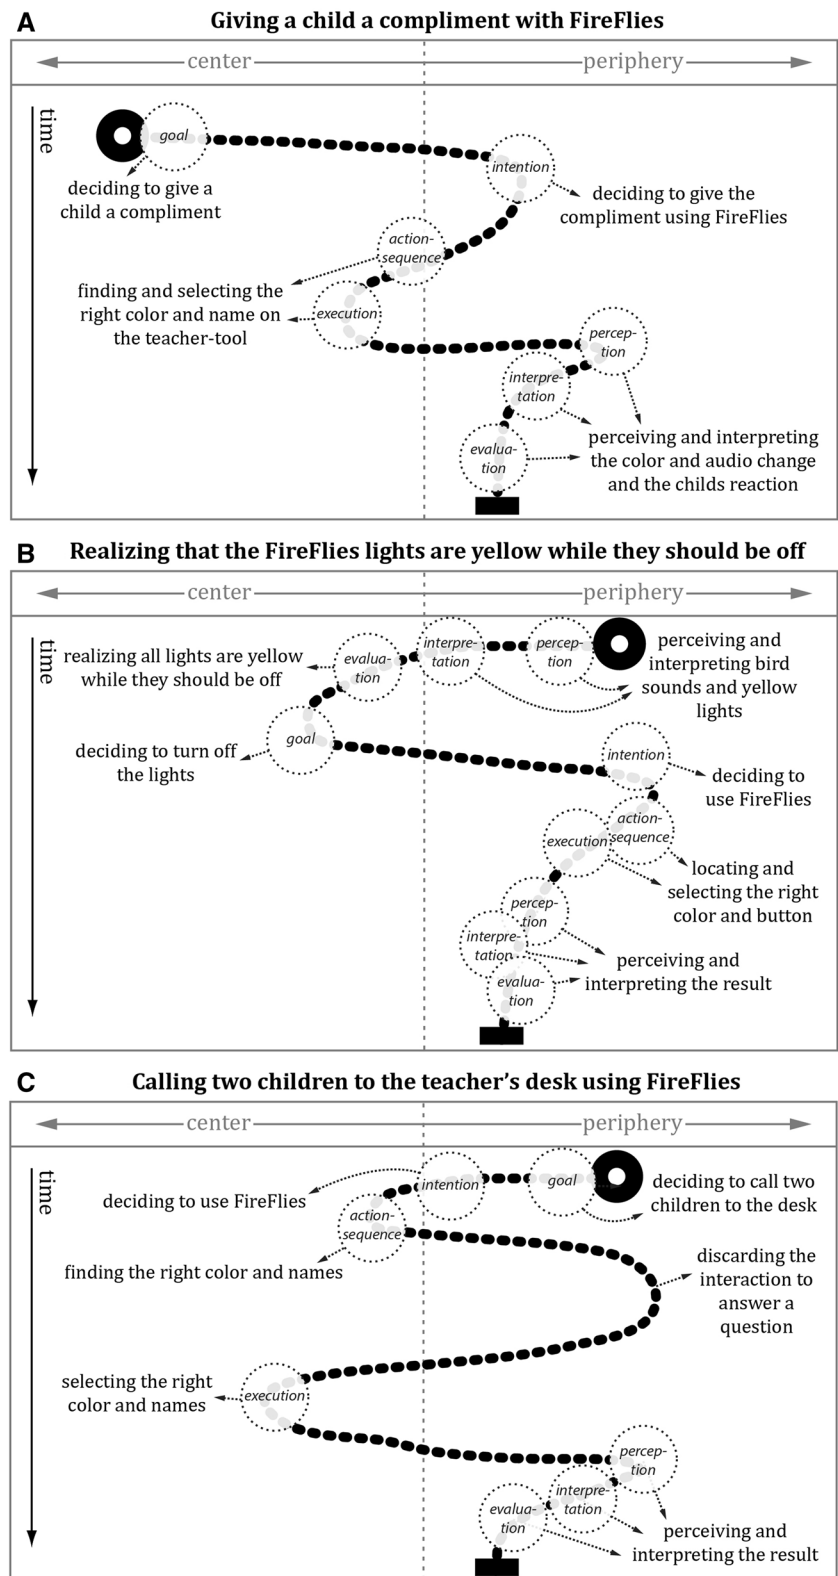 A Giving a child a compliment with FireFlies
center periphery
time
goal
deciding to give a
child a compliment
intention
deciding to give the
compliment using FireFlies
action-
sequence
finding and selecting the
right color and name on
the teacher-tool
execution
percep-
tion
interpre-
tation
evalua-
tion
perceiving and interpreting
the color and audio change
and the childs reaction
B Realizing that the FireFlies lights are yellow while they should be off
center periphery
time
realizing all lights are yellow
while they should be off
evalua-
tion
interpre-
tation
percep-
tion
perceiving and
interpreting bird
sounds and yellow
lights
goal
deciding to turn off
the lights
intention
deciding to
use FireFlies
action-
sequence
execution
locating and
selecting the right
color and button
percep-
tion
interpre-
tation
evalua-
tion
perceiving and
interpreting the result
C Calling two children to the teacher's desk using FireFlies
center periphery
time
deciding to use FireFlies
intention
goal
deciding to call two
children to the desk
action-
sequence
finding the right color and names
discarding the
interaction to
answer a
question
selecting the right
color and names
execution
percep-
tion
interpre-
tation
evalua-
tion
perceiving and
interpreting the result